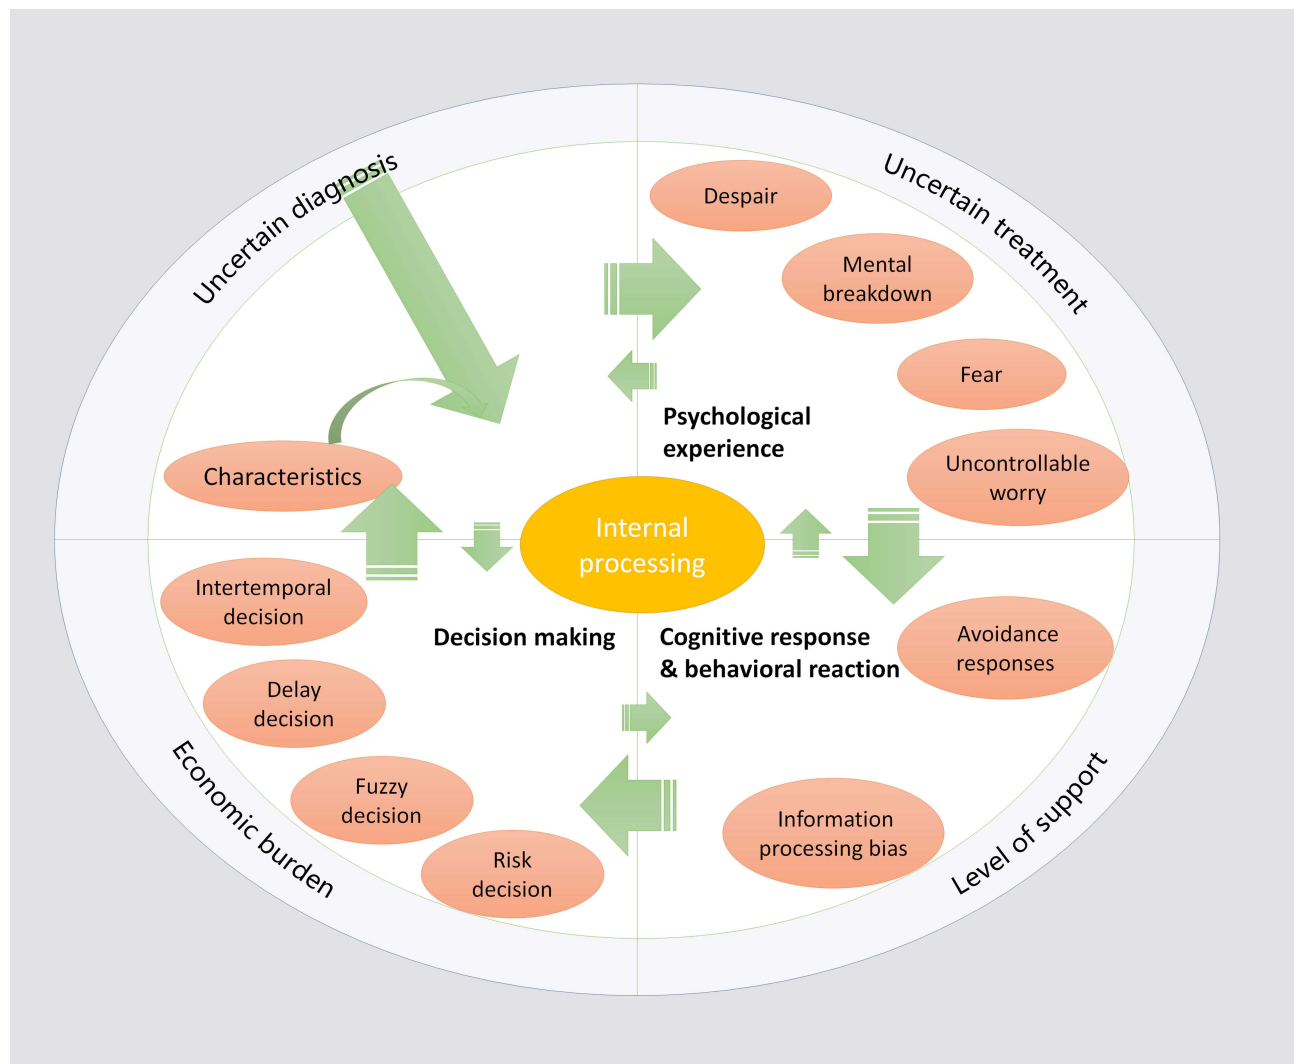 Uncertain diagnosis
Uncertain treatment
Despair
Mental
breakdown
Fear
Uncontrollable
worry
Psychological
experience
Characteristics
Internal
processing
Intertemporal
decision
Delay
decision
Fuzzy
decision
Risk
decision
Decision making
Cognitive response
& behavioral reaction
Avoidance
responses
Information
processing bias
Economic burden
Level of support